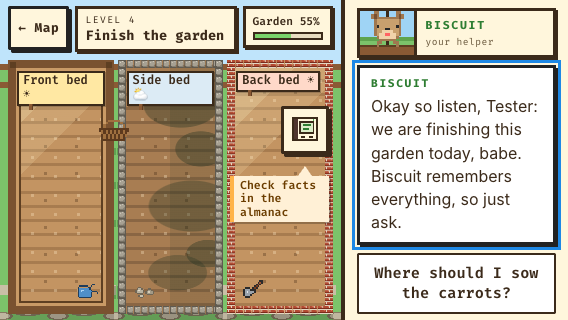 ← Map
LEVEL 4
Finish the garden
Garden 55%
Front bed
Side bed
Back bed
Check facts
in the
almanac
BISCUIT
your helper
BISCUIT
Okay so listen, Tester:
we are finishing this
garden today, babe.
Biscuit remembers
everything, so just
ask.
Where should I sow
the carrots?